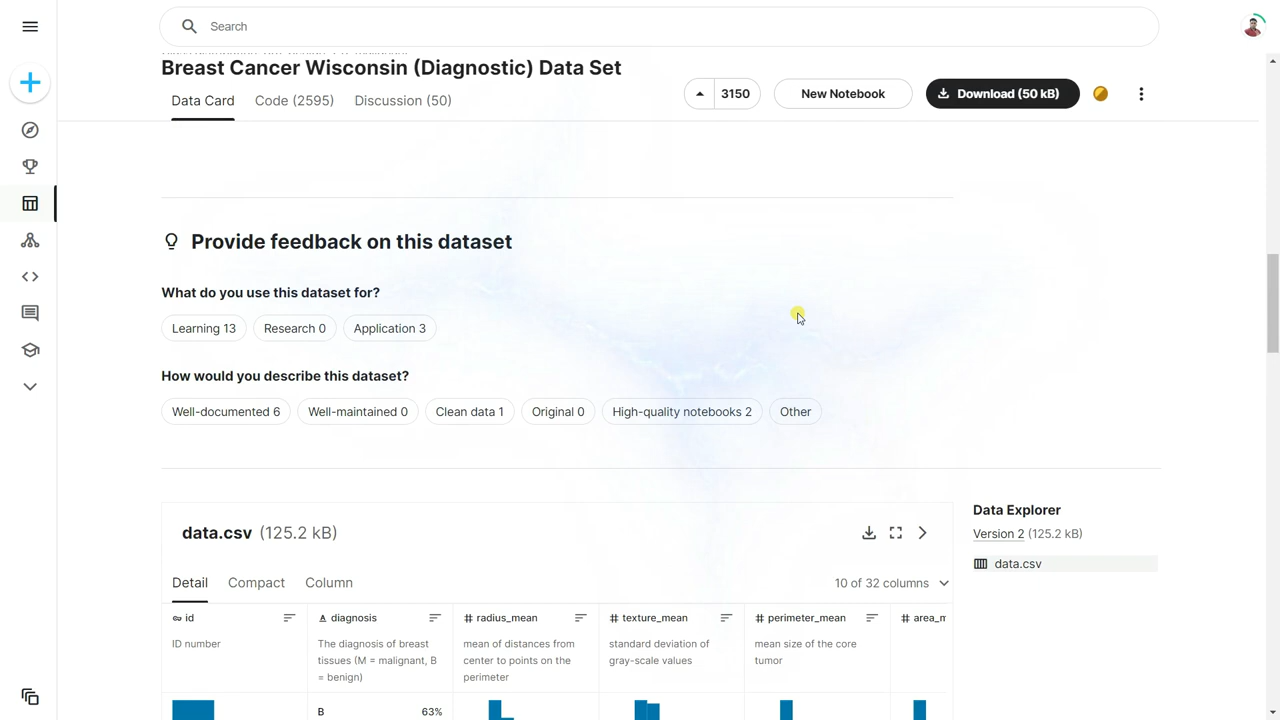 Search
Breast Cancer Wisconsin (Diagnostic) Data Set
Data Card Code (2595) Discussion (50)
3150 New Notebook Download (50 kB)
Provide feedback on this dataset
What do you use this dataset for?
Learning 13 Research 0 Application 3
How would you describe this dataset?
Well-documented 6 Well-maintained 0 Clean data 1 Original 0 High-quality notebooks 2 Other
data.csv (125.2 kB)
Data Explorer
Version 2 (125.2 kB)
data.csv
Detail Compact Column
10 of 32 columns
id diagnosis # radius_mean # texture_mean # perimeter_mean # area_m
ID number
The diagnosis of breast
tissues (M = malignant, B
= benign)
mean of distances from
center to points on the
perimeter
standard deviation of
gray-scale values
mean size of the core
tumor
B 63%